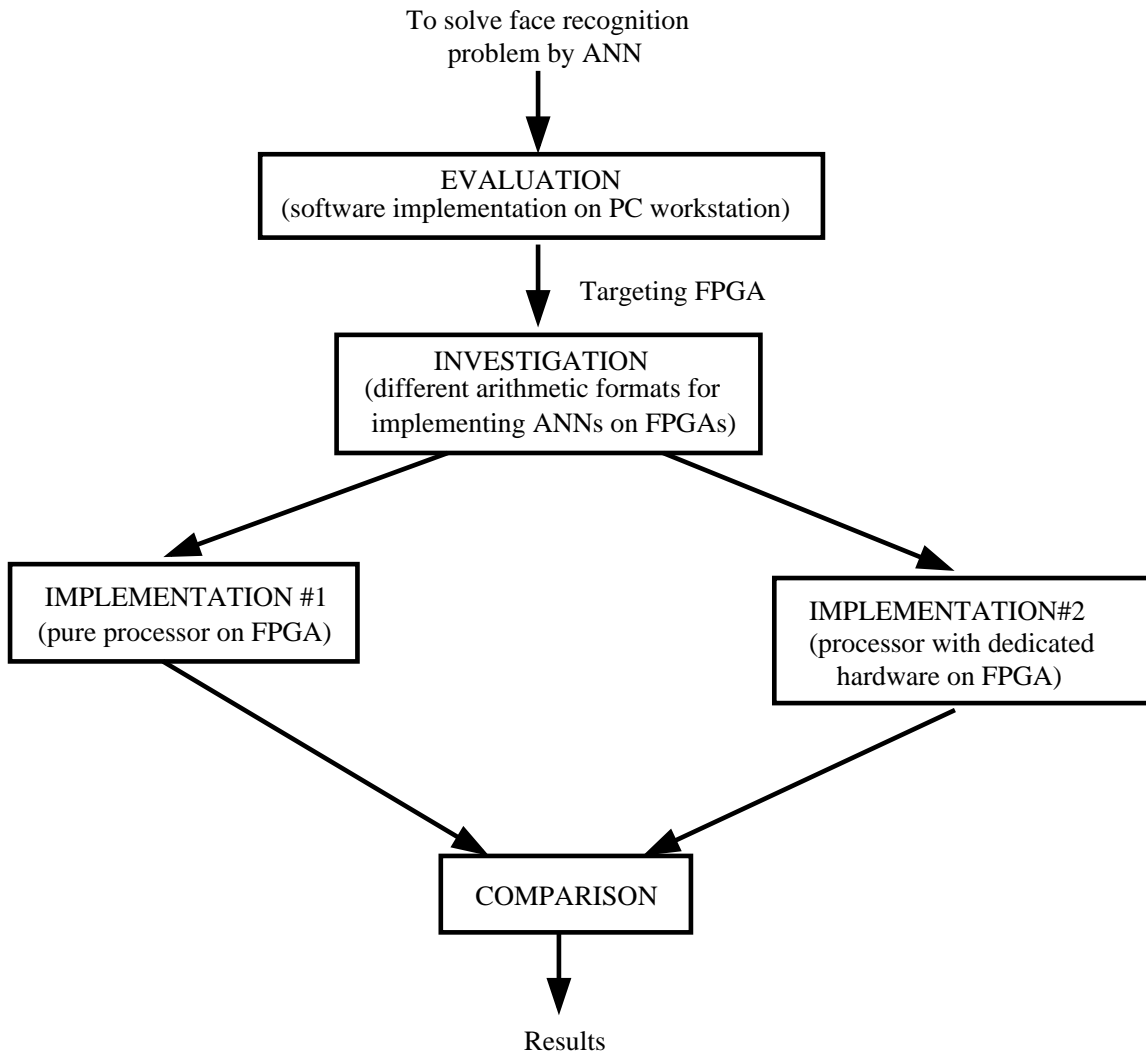 To solve face recognition
problem by ANN
EVALUATION
(software implementation on PC workstation)
Targeting FPGA
INVESTIGATION
(different arithmetic formats for
implementing ANNs on FPGAs)
IMPLEMENTATION #1
(pure processor on FPGA)
IMPLEMENTATION#2
(processor with dedicated
hardware on FPGA)
COMPARISON
Results